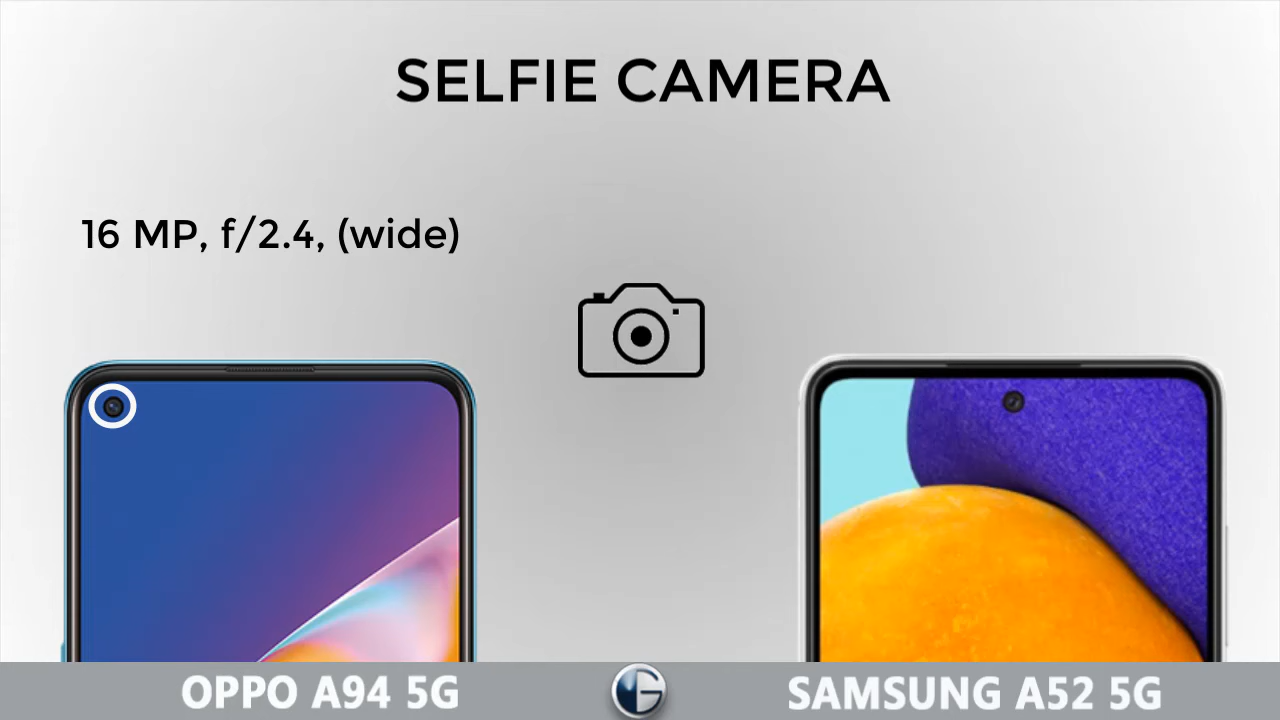 SELFIE CAMERA
16 MP, f/2.4, (wide)
OPPO A94 5G
SAMSUNG A52 5G